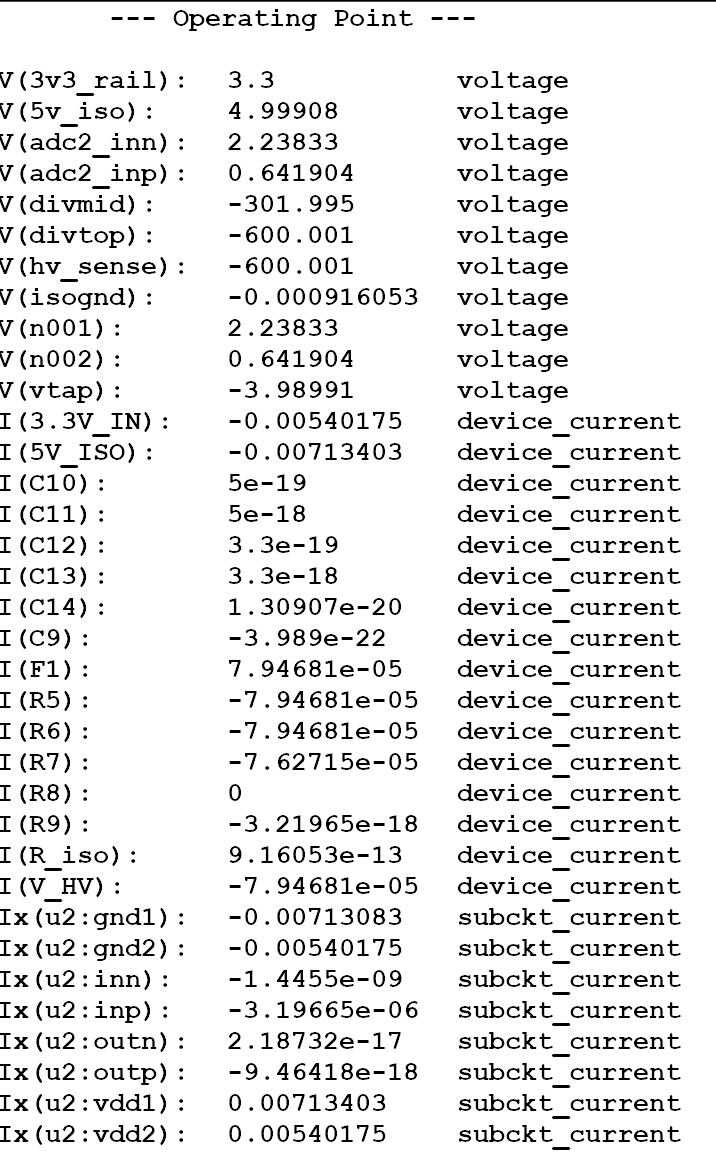 --- Operating Point ---
V(3v3_rail): 3.3 voltage
V(5v_iso): 4.99908 voltage
V(adc2_inn): 2.23833 voltage
V(adc2_inp): 0.641904 voltage
V(divmid): -301.995 voltage
V(divtop): -600.001 voltage
V(hv_sense): -600.001 voltage
V(isognd): -0.000916053 voltage
V(n001): 2.23833 voltage
V(n002): 0.641904 voltage
V(vtap): -3.98991 voltage
I(3.3V_IN): -0.00540175 device_current
I(5V_ISO): -0.00713403 device_current
I(C10): 5e-19 device_current
I(C11): 5e-18 device_current
I(C12): 3.3e-19 device_current
I(C13): 3.3e-18 device_current
I(C14): 1.30907e-20 device_current
I(C9): -3.989e-22 device_current
I(F1): 7.94681e-05 device_current
I(R5): -7.94681e-05 device_current
I(R6): -7.94681e-05 device_current
I(R7): -7.62715e-05 device_current
I(R8): 0 device_current
I(R9): -3.21965e-18 device_current
I(R_iso): 9.16053e-13 device_current
I(V_HV): -7.94681e-05 device_current
Ix(u2:gnd1): -0.00713083 subckt_current
Ix(u2:gnd2): -0.00540175 subckt_current
Ix(u2:inn): -1.4455e-09 subckt_current
Ix(u2:inp): -3.19665e-06 subckt_current
Ix(u2:outn): 2.18732e-17 subckt_current
Ix(u2:outp): -9.46418e-18 subckt_current
Ix(u2:vdd1): 0.00713403 subckt_current
Ix(u2:vdd2): 0.00540175 subckt_current